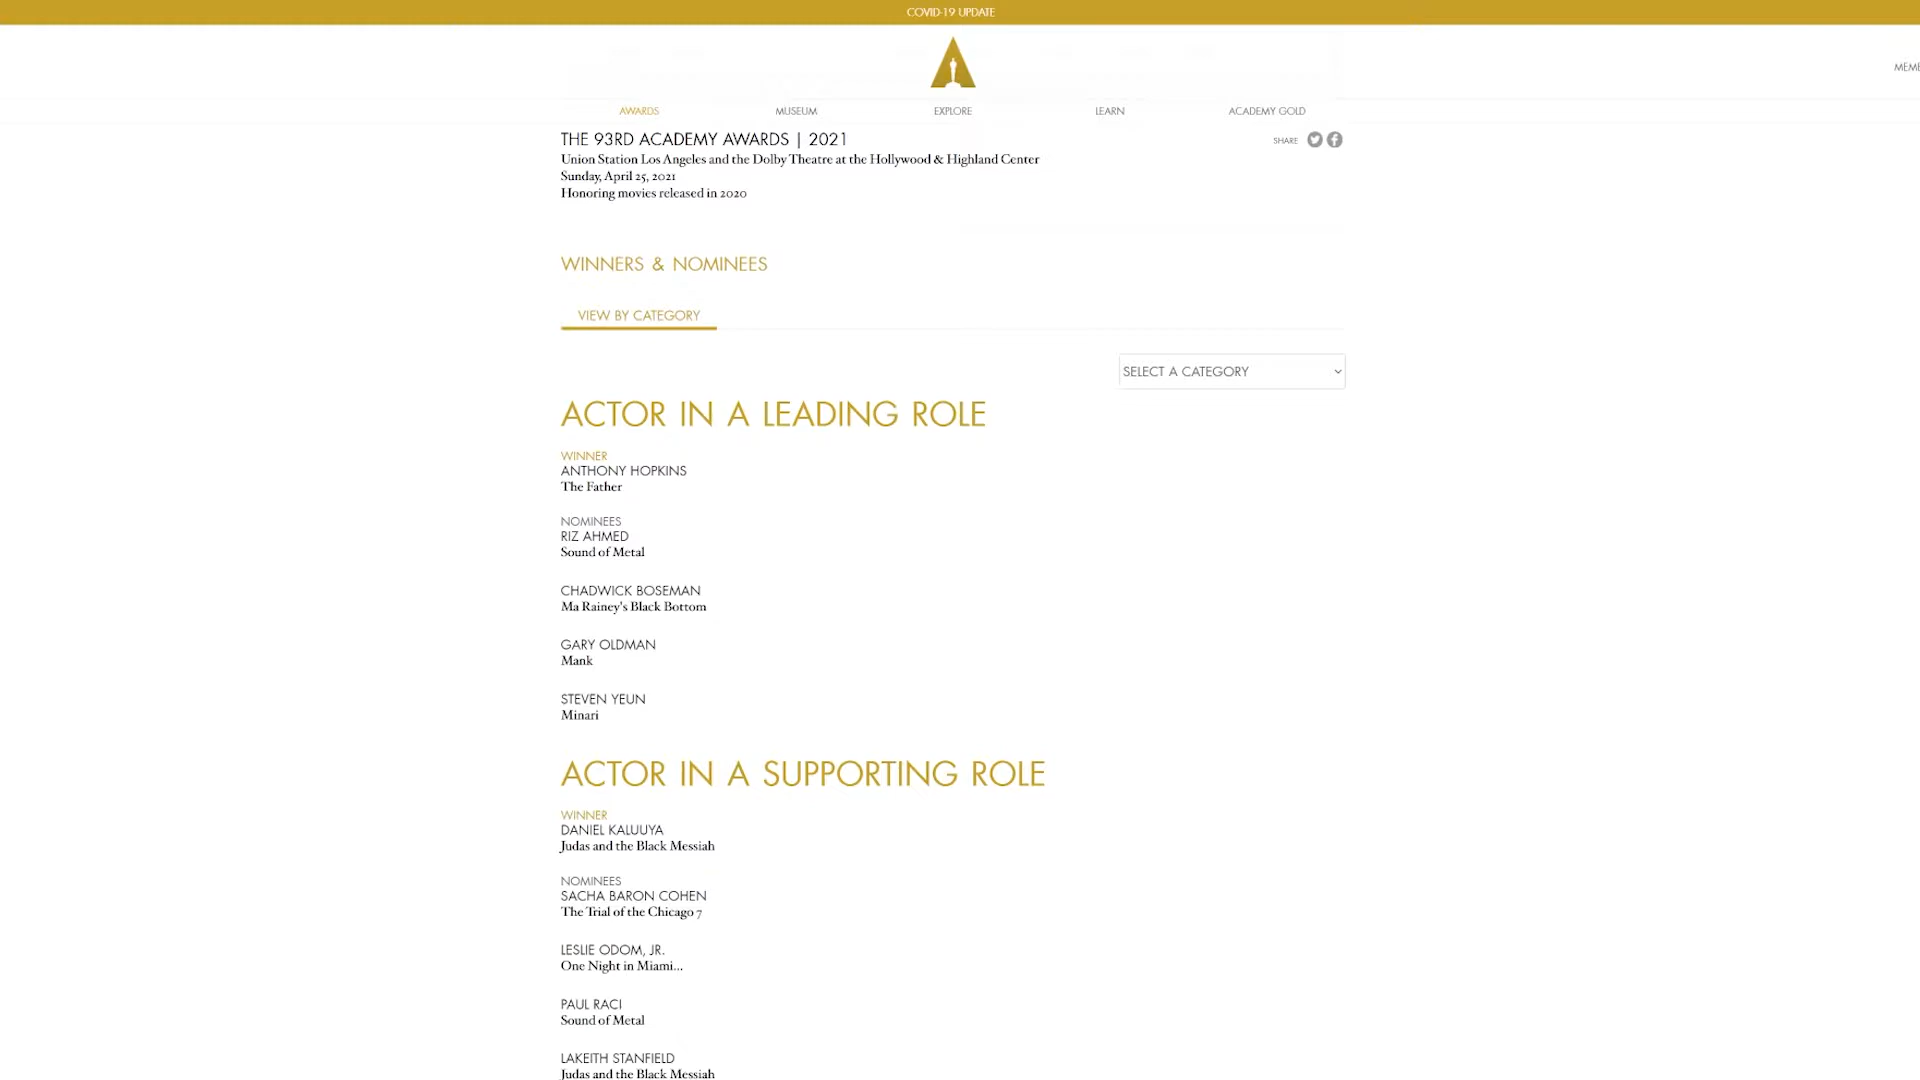 COVID-19 UPDATE
AWARDS
MUSEUM
EXPLORE
LEARN
ACADEMY GOLD
THE 93RD ACADEMY AWARDS | 2021
SHARE
Union Station Los Angeles and the Dolby Theatre at the Hollywood & Highland Center
Sunday, April 25, 2021
Honoring movies released in 2020
WINNERS & NOMINEES
VIEW BY CATEGORY
SELECT A CATEGORY
ACTOR IN A LEADING ROLE
WINNER
ANTHONY HOPKINS
The Father
NOMINEES
RIZ AHMED
Sound of Metal
CHADWICK BOSEMAN
Ma Rainey's Black Bottom
GARY OLDMAN
Mank
STEVEN YEUN
Minari
ACTOR IN A SUPPORTING ROLE
WINNER
DANIEL KALUUYA
Judas and the Black Messiah
NOMINEES
SACHA BARON COHEN
The Trial of the Chicago 7
LESLIE ODOM, JR.
One Night in Miami...
PAUL RACI
Sound of Metal
LAKEITH STANFIELD
Judas and the Black Messiah